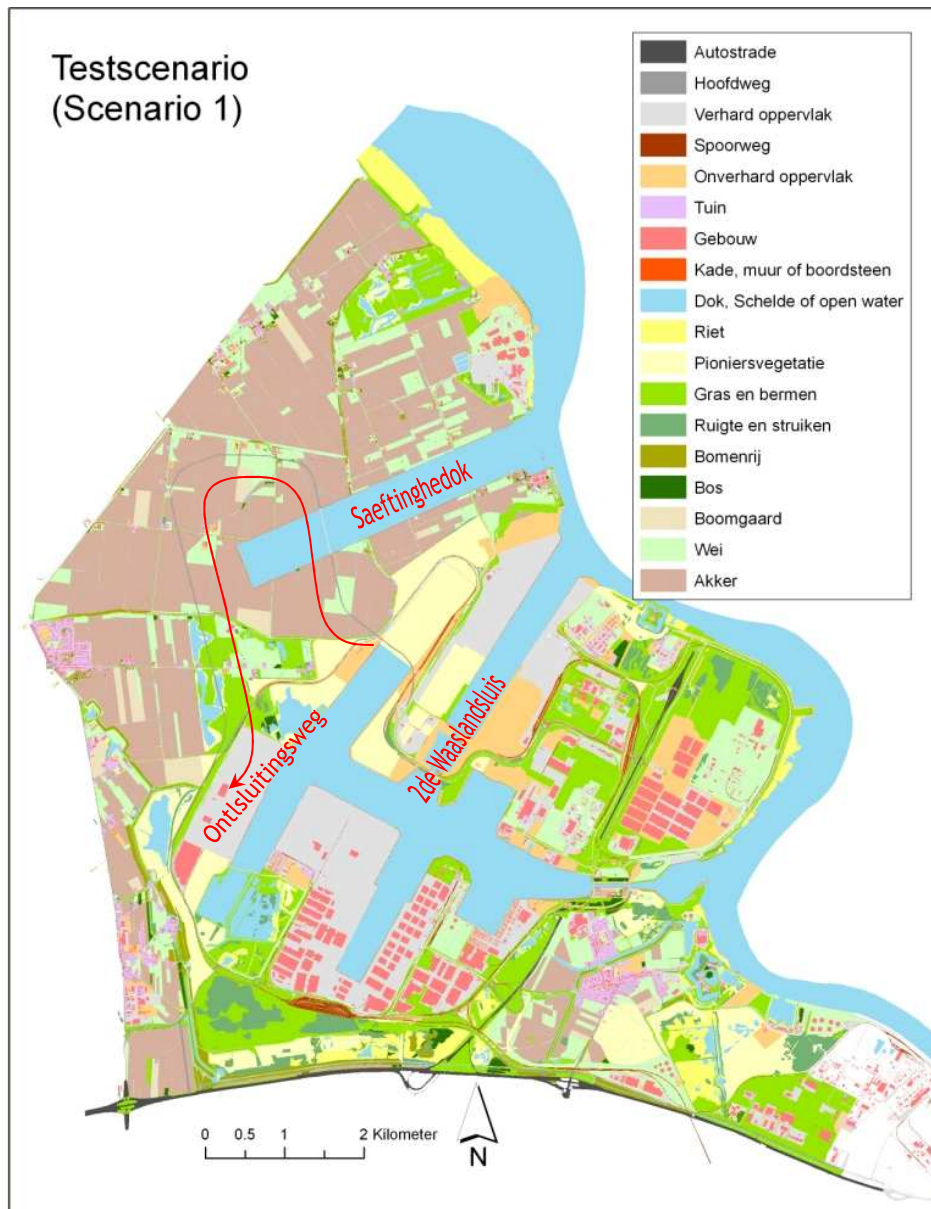 Testscenario
(Scenario 1)
Autostrade
Hoofdweg
Verhard oppervlak
Spoorweg
Onverhard oppervlak
Tuin
Gebouw
Kade, muur of boordsteen
Dok, Schelde of open water
Riet
Pioniersvegetatie
Gras en bermen
Ruigte en struiken
Bomenrij
Bos
Boomgaard
Wei
Akker
Saeftinghedok
2de Waaslandsluis
Ontlsluitingsweg
0 0.5 1 2 Kilometer
N